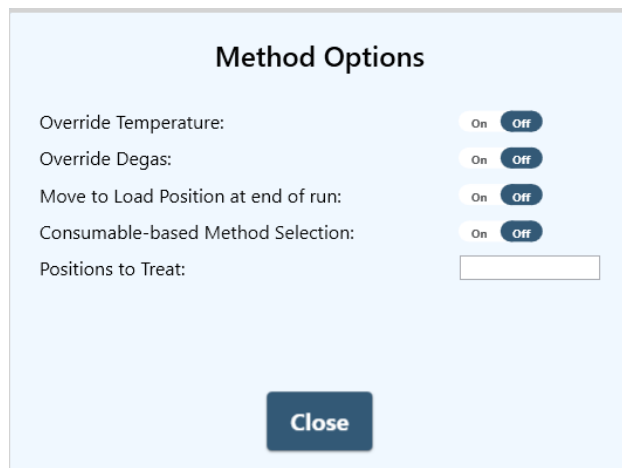 Method Options
Override Temperature: On Off
Override Degas: On Off
Move to Load Position at end of run: On Off
Consumable-based Method Selection: On Off
Positions to Treat:
Close